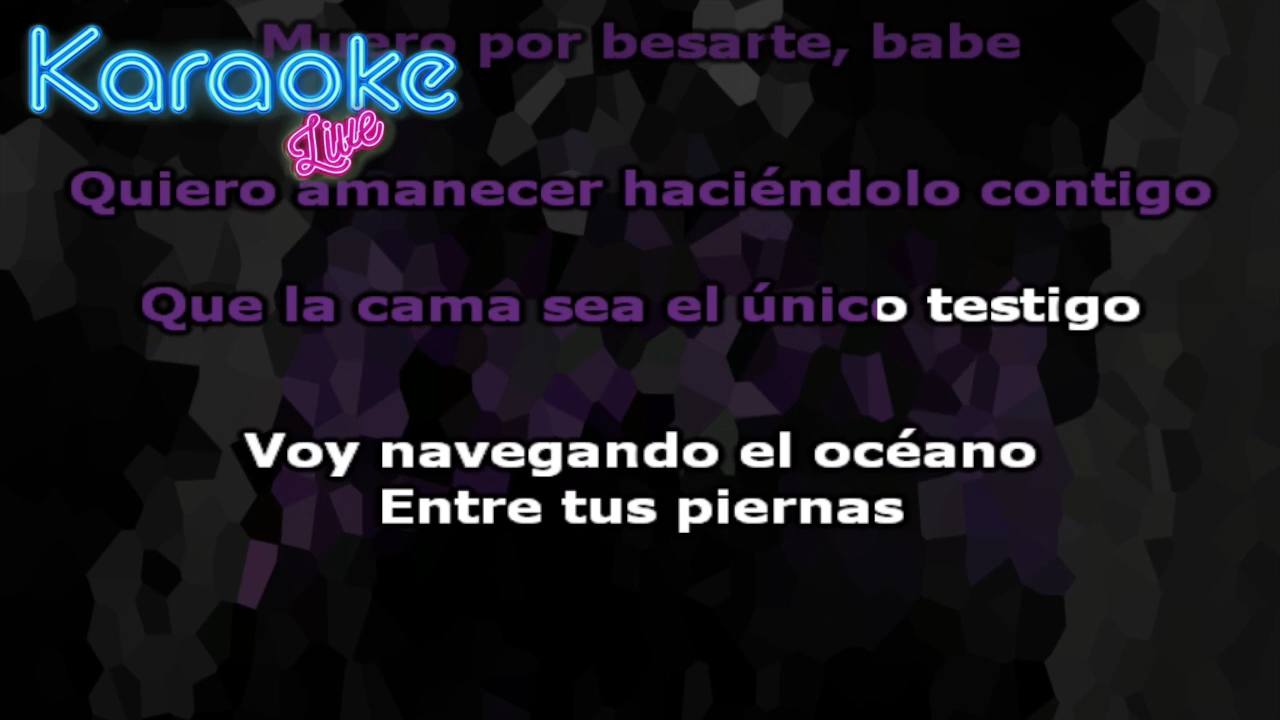 Muero por besarte, babe
Karaoke
Live
Quiero amanecer haciéndolo contigo
Que la cama sea el único testigo
Voy navegando el océano
Entre tus piernas